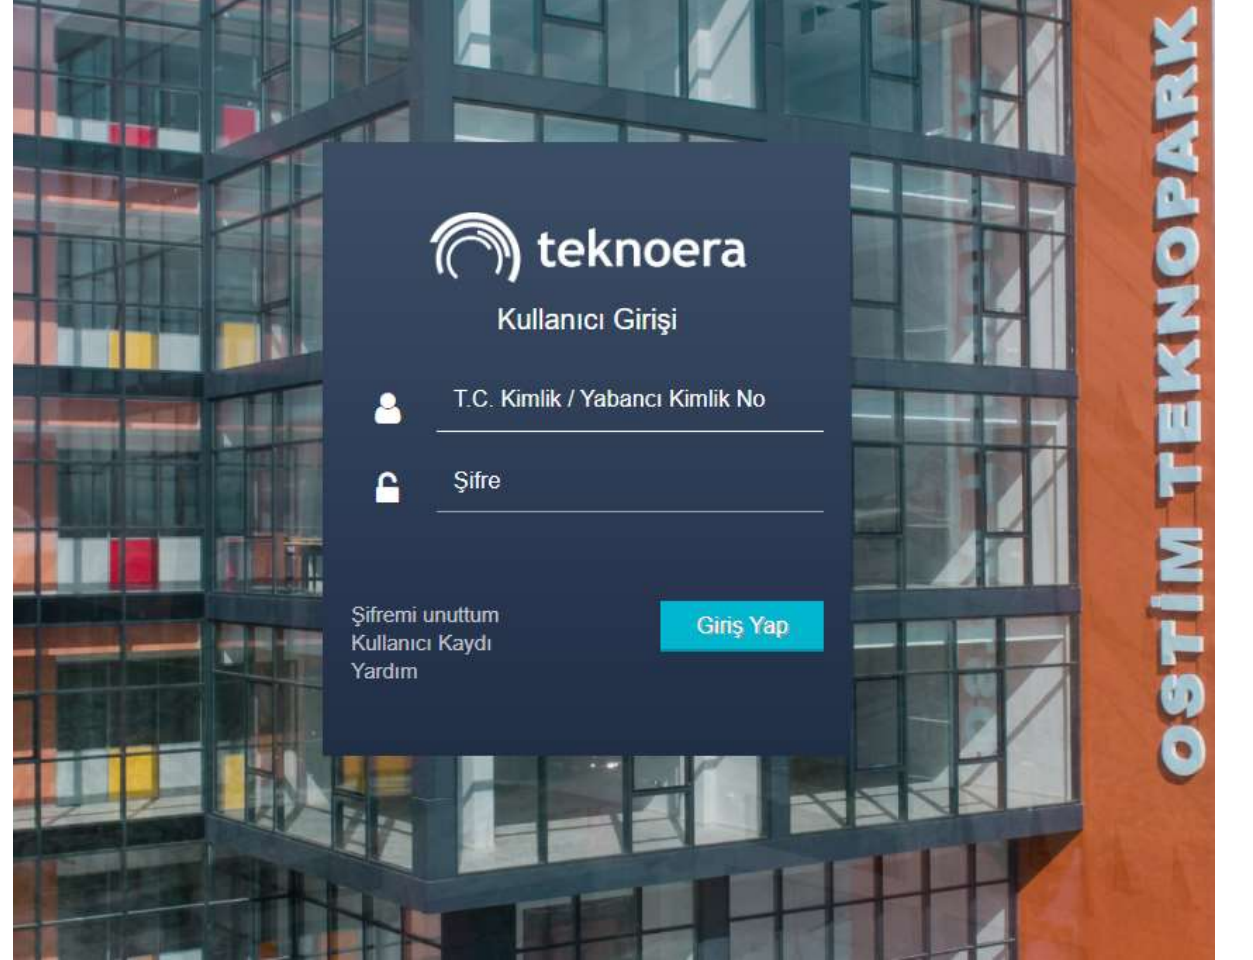 teknoera
Kullanıcı Girişi
T.C. Kimlik / Yabancı Kimlik No
Şifre
Şifremi unuttum
Kullanıcı Kaydı
Yardım
Giriş Yap
OSTİM TEKNOPARK